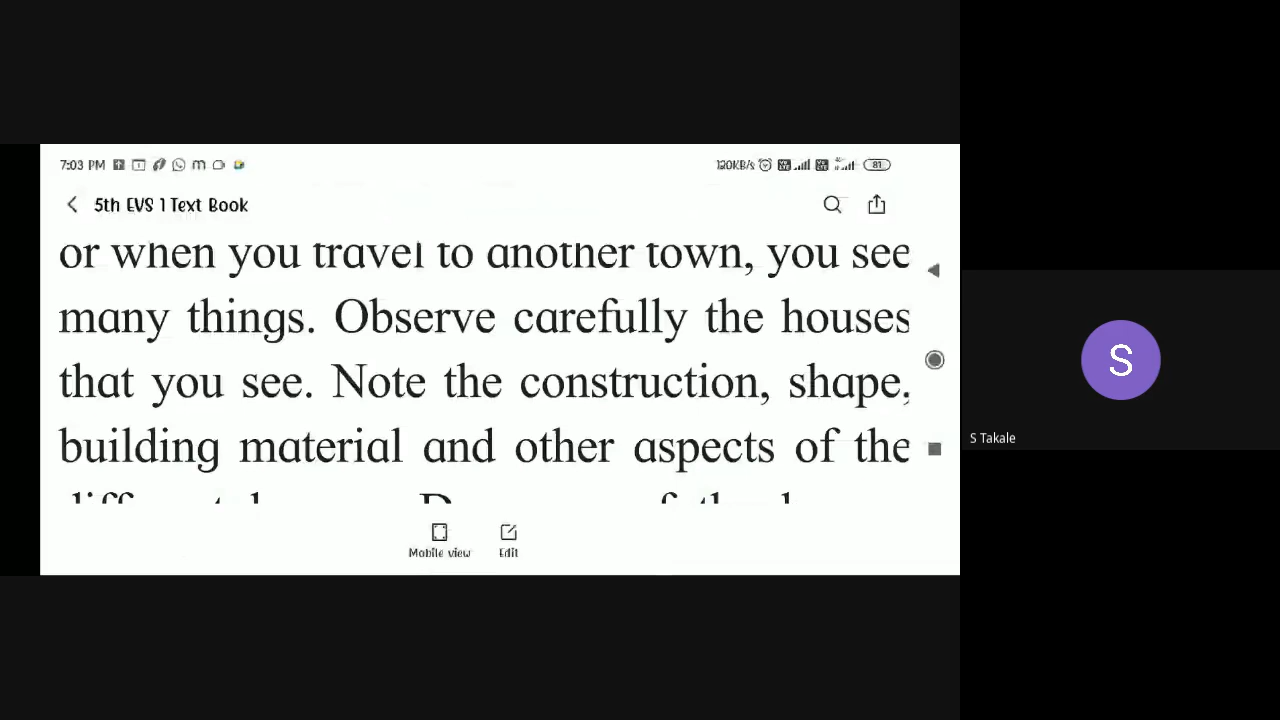 7:03 PM 120KB/s 81
5th EVS 1 Text Book
or when you travel to another town, you see
many things. Observe carefully the houses
that you see. Note the construction, shape,
building material and other aspects of the
Mobile view Edit
S
S Takale